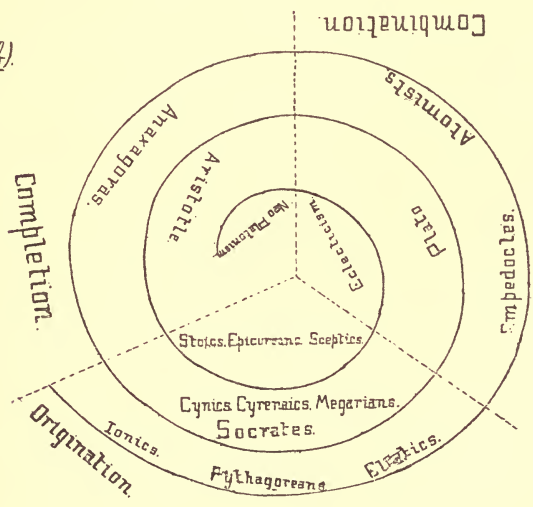 Combination.
Atomists
Anaxagoras.
Aristotle
Plato
Empedocles.
Neo Platonism
Eclecticism
Completion.
Stoics. Epicureans Sceptics.
Cynics Cyrenaics. Megarians.
Socrates.
Origination.
Ionics.
Pythagoreans
Eleatics.